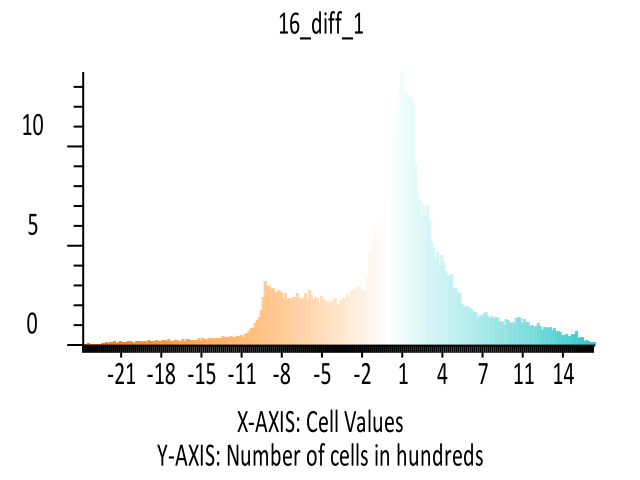 16_diff_1
10
5
0
-21 -18 -15 -11 -8 -5 -2 1 4 7 11 14
X-AXIS: Cell Values
Y-AXIS: Number of cells in hundreds